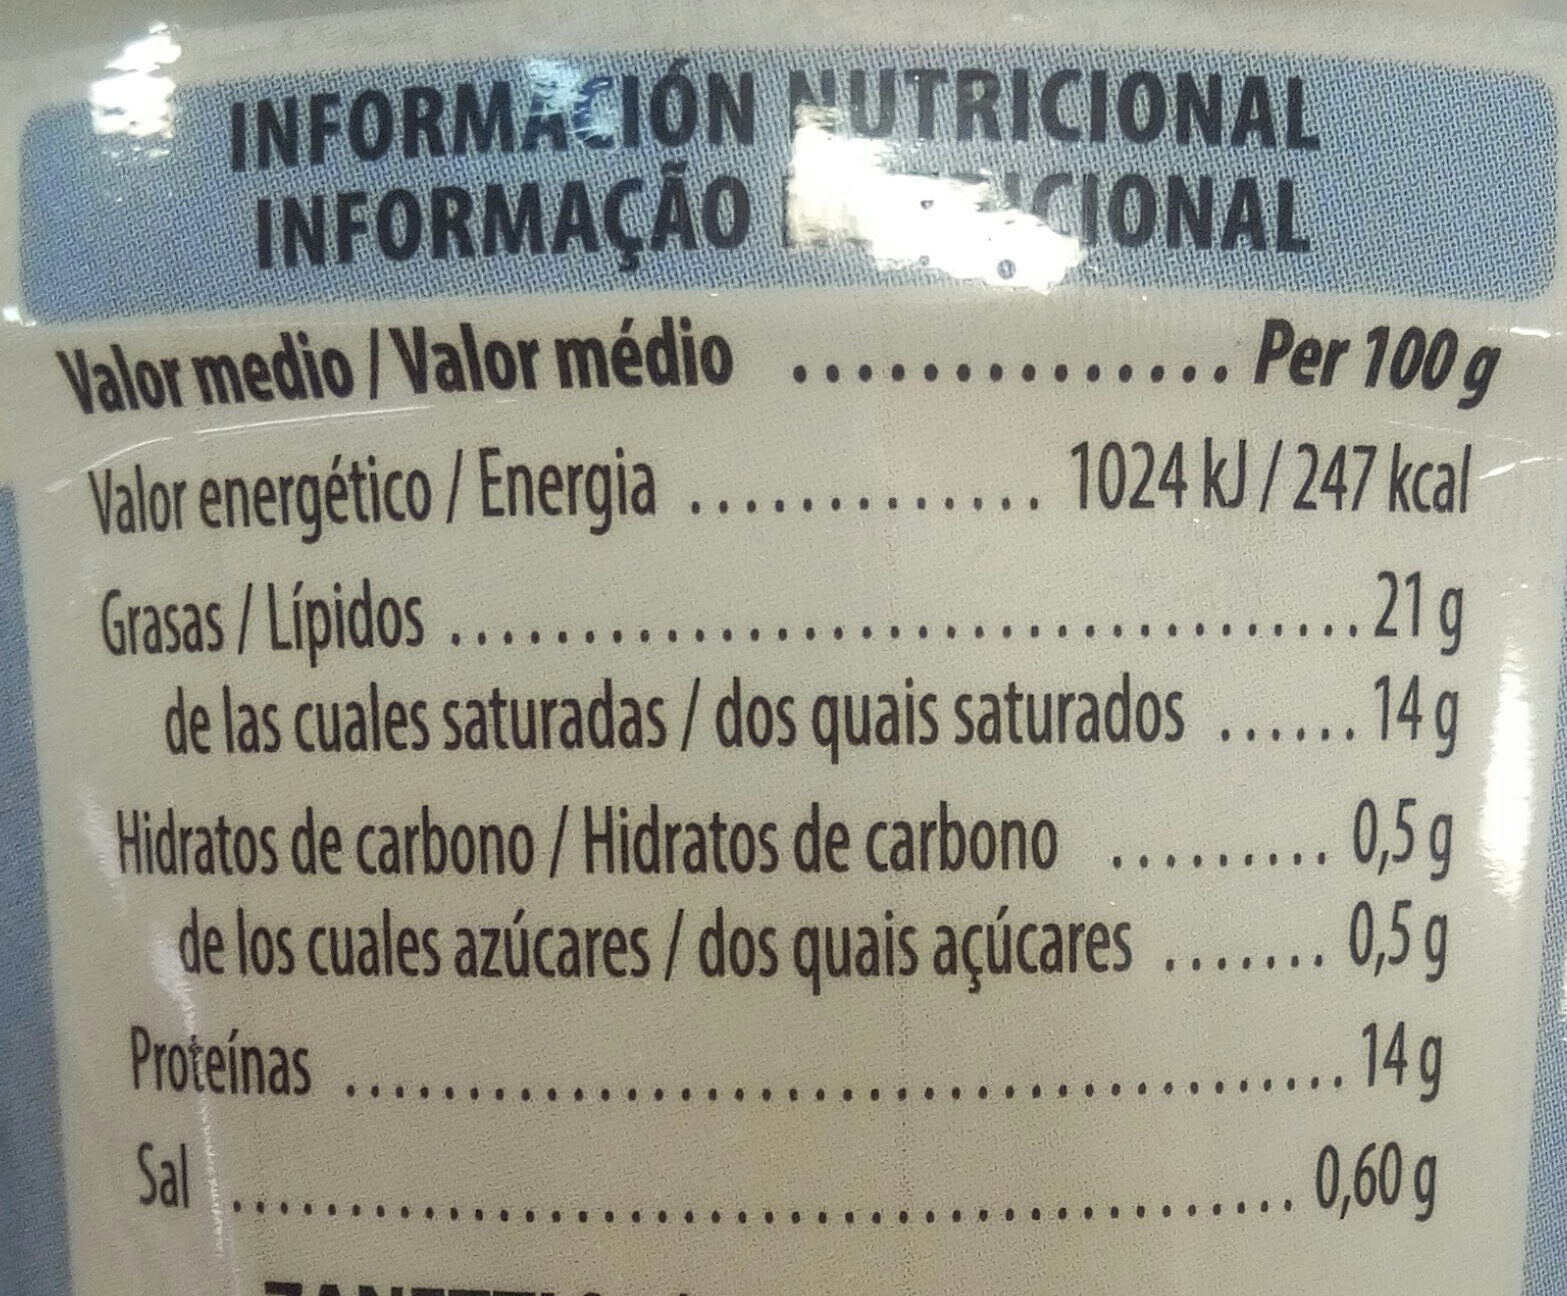 INFORMACIÓN NUTRICIONAL
INFORMAÇÃO
Valor medio / Valor médio .............. Per 100 g
Valor energético / Energia .............. 1024 kJ / 247 kcal
Grasas / Lípidos .................................. 21 g
de las cuales saturadas / dos quais saturados ...... 14 g
Hidratos de carbono / Hidratos de carbono ......... 0,5 g
de los cuales azúcares / dos quais açúcares ....... 0,5 g
Proteínas ..................................... 14 g
Sal ............................................ 0,60 g